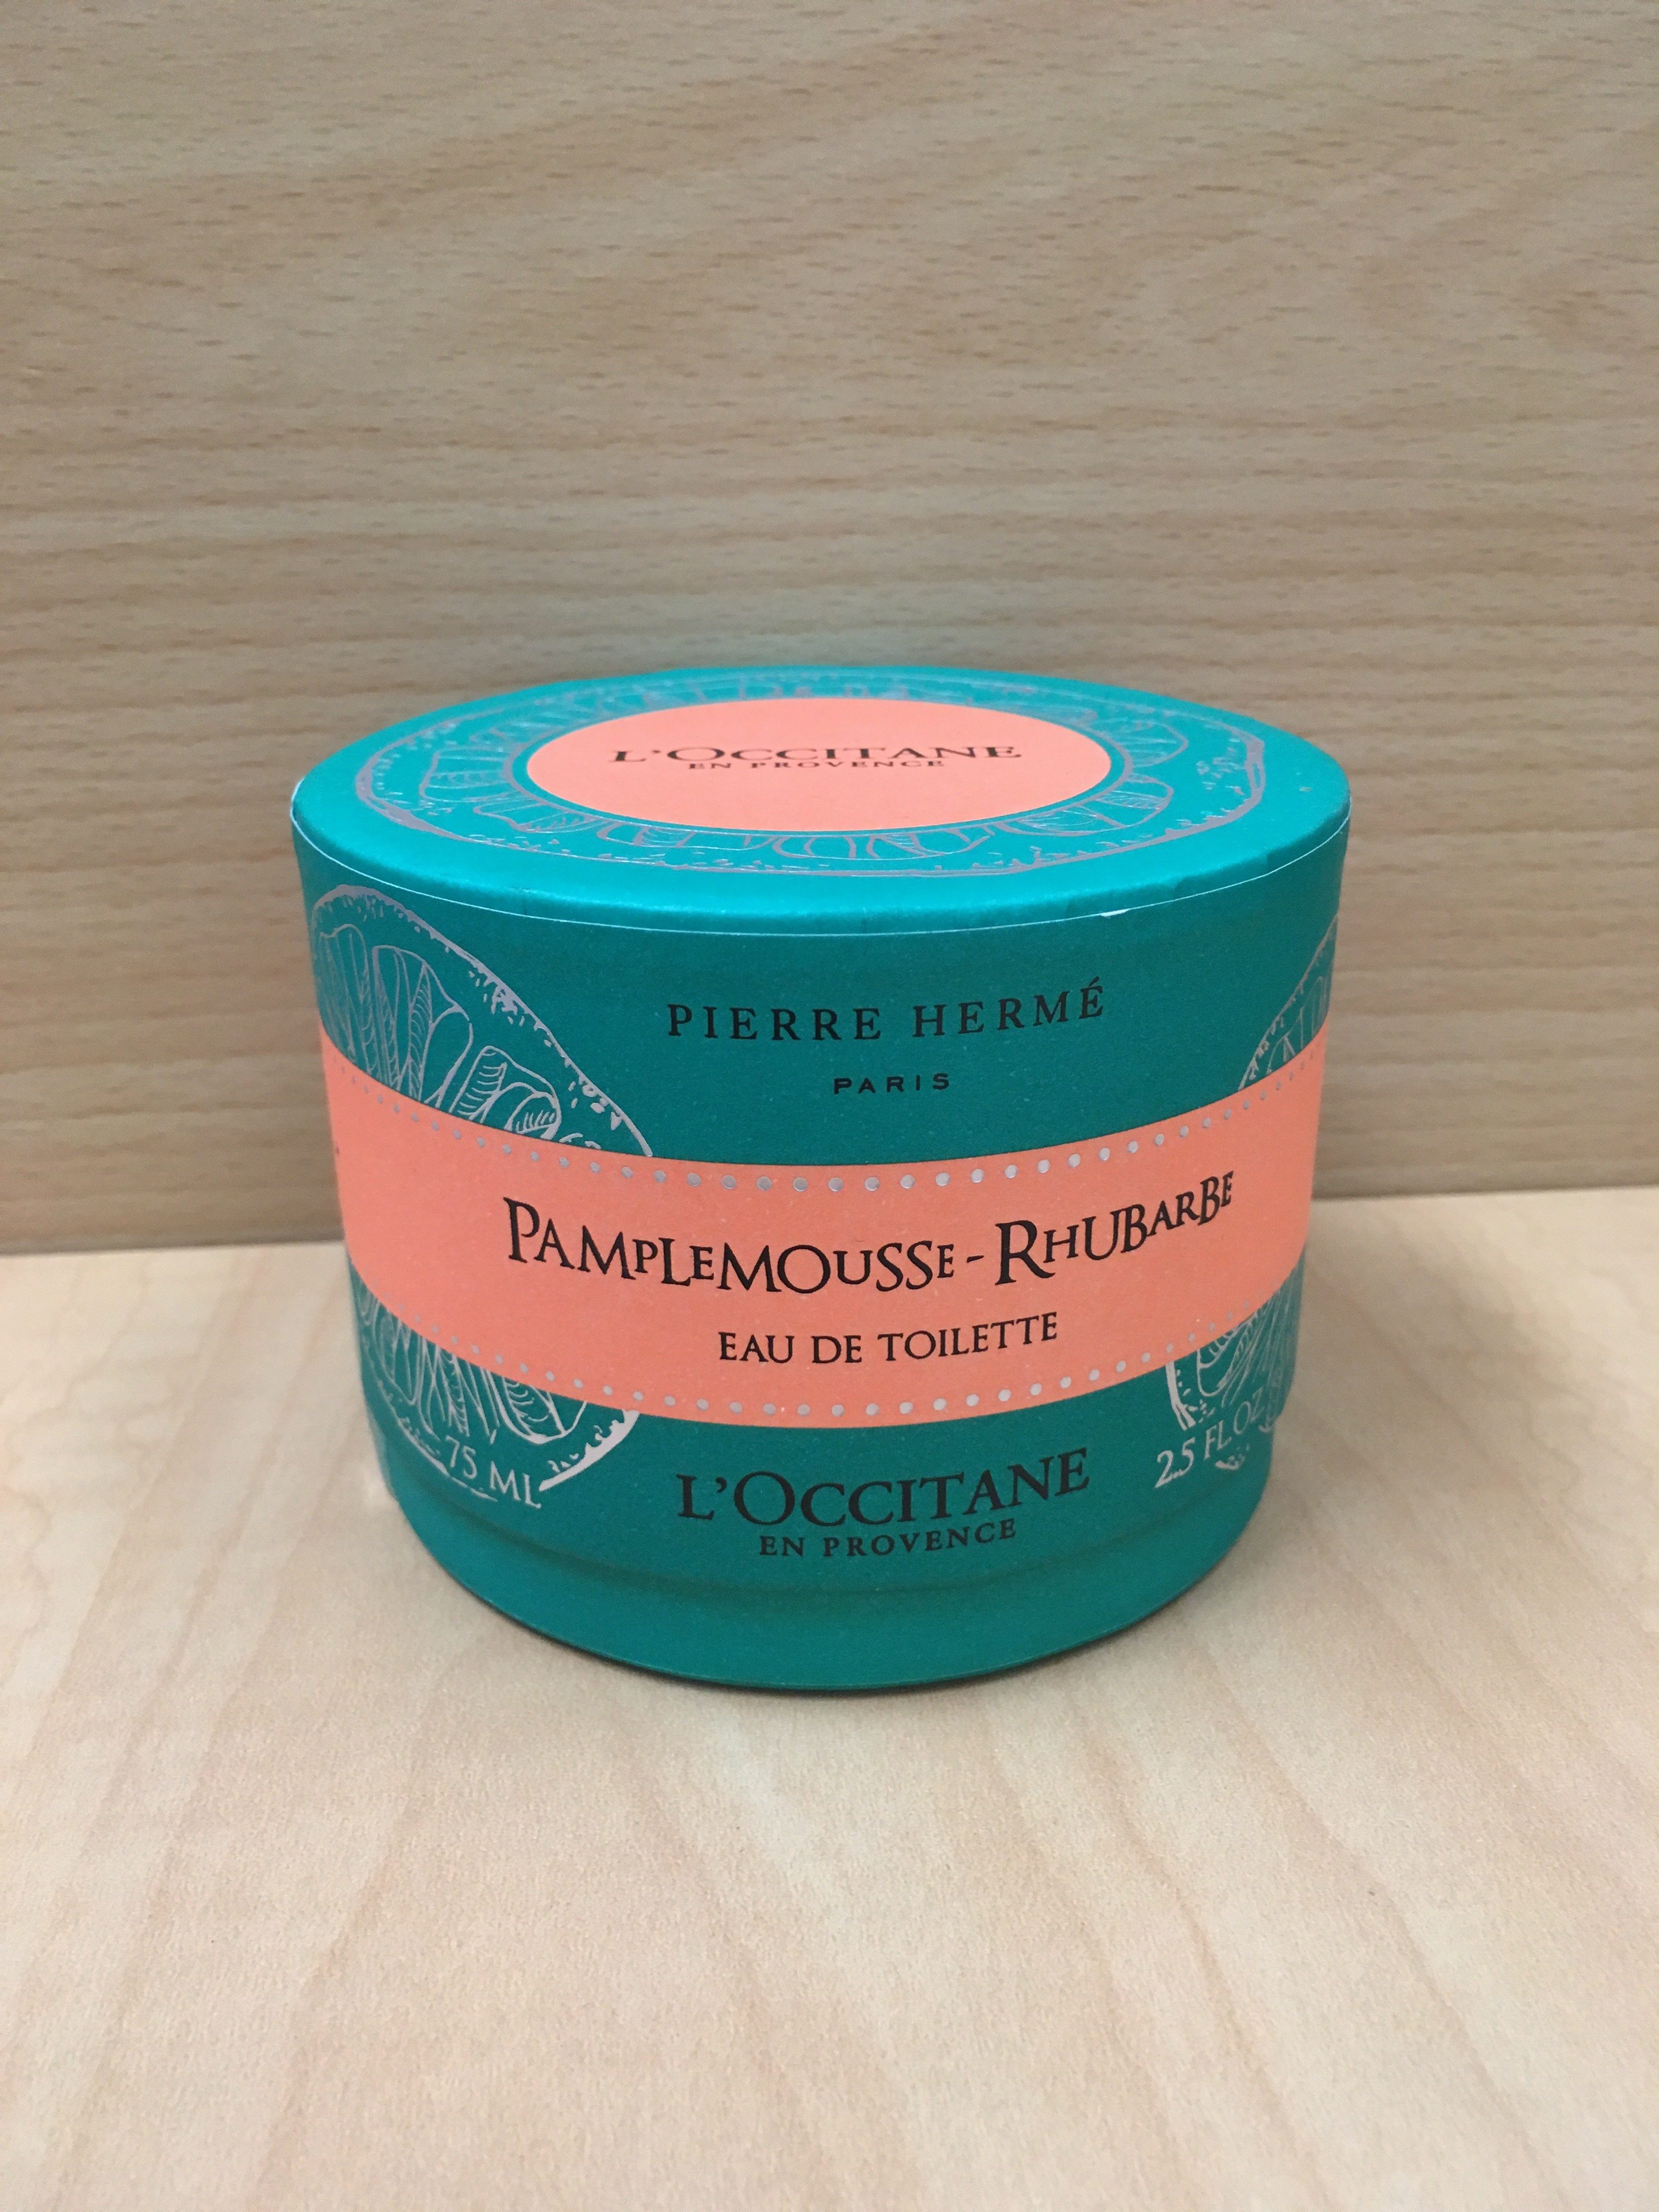 L'OCCITANE
EN PROVENCE
PIERRE HERMÉ
PARIS
PAMPLEMOUSSE-RHUBARBE
EAU DE TOILETTE
75 ML
2.5 FL OZ
L'OCCITANE
EN PROVENCE